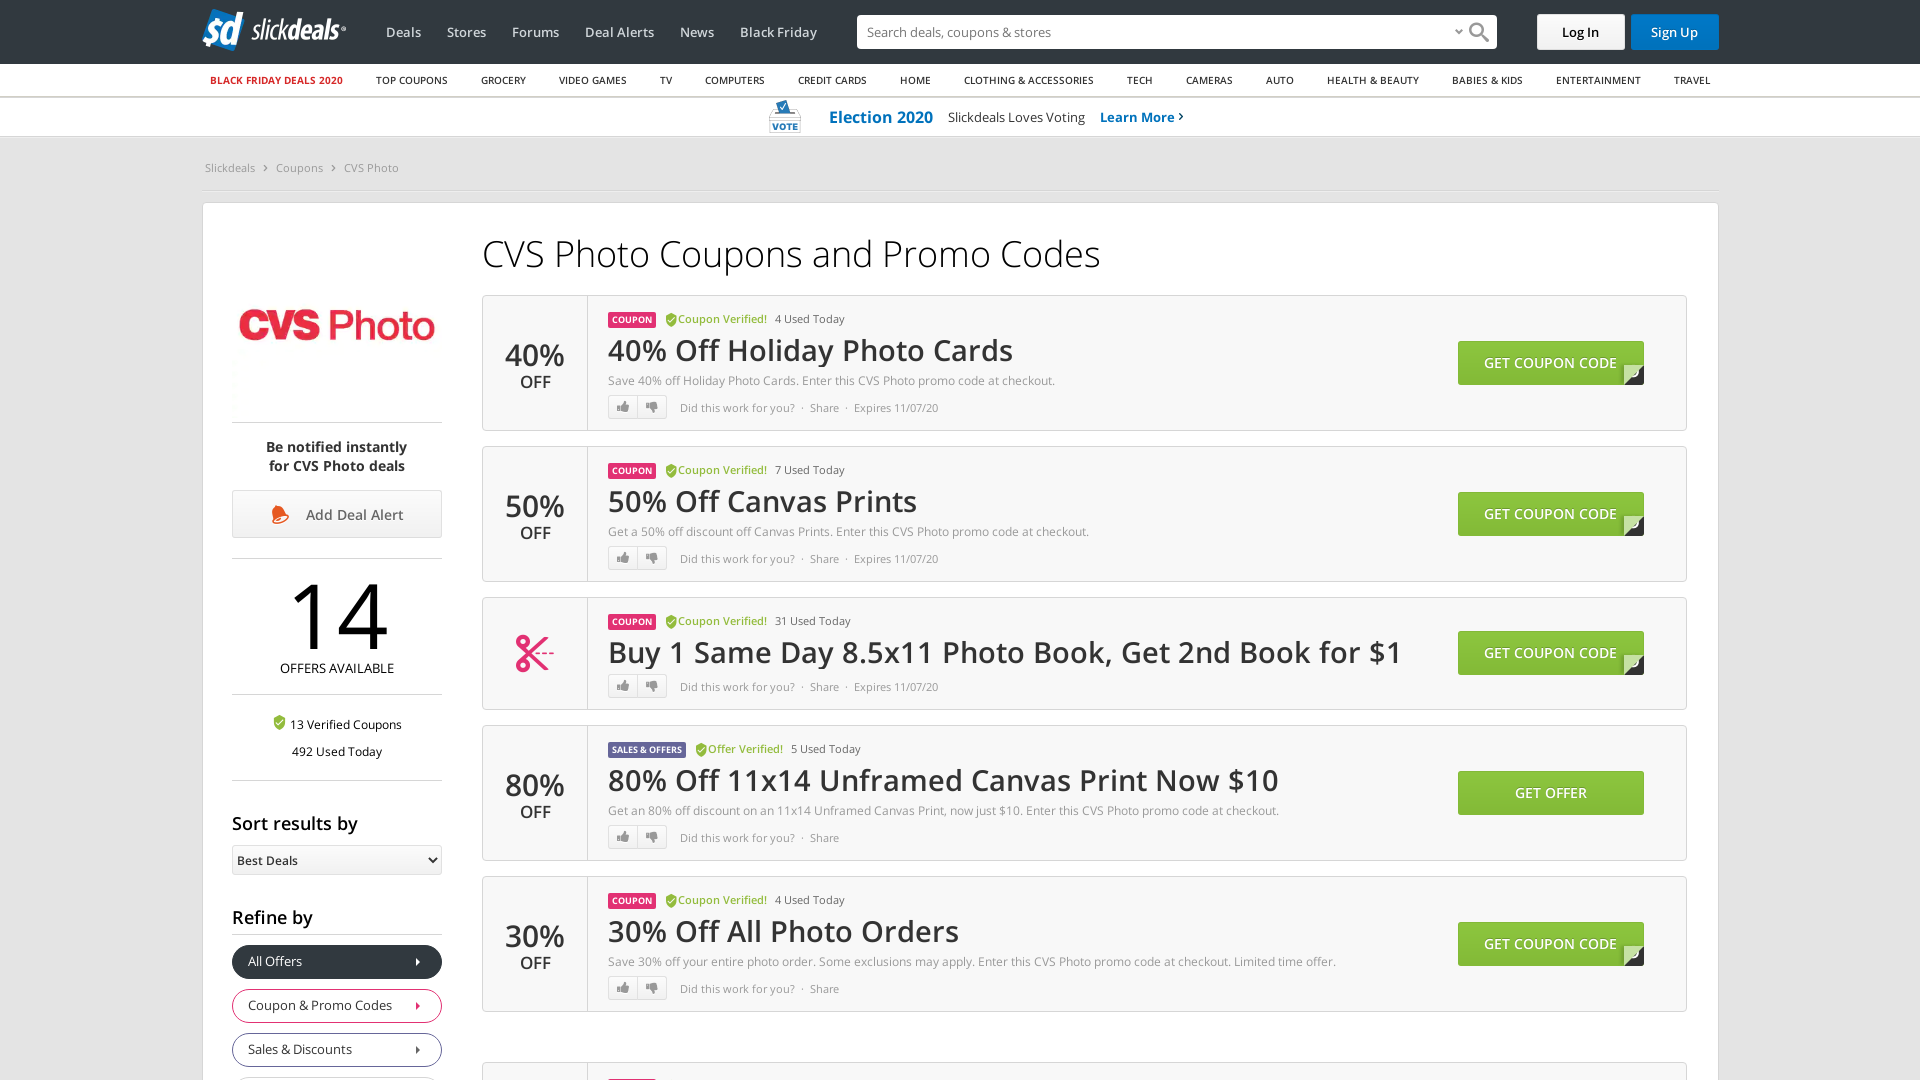 sd slickdeals
Deals Stores Forums Deal Alerts News Black Friday
Search deals, coupons & stores
Log In Sign Up
BLACK FRIDAY DEALS 2020 TOP COUPONS GROCERY VIDEO GAMES TV COMPUTERS CREDIT CARDS HOME CLOTHING & ACCESSORIES TECH CAMERAS AUTO HEALTH & BEAUTY BABIES & KIDS ENTERTAINMENT TRAVEL
VOTE Election 2020 Slickdeals Loves Voting Learn More
Slickdeals Coupons CVS Photo
CVS Photo
Be notified instantly
for CVS Photo deals
Add Deal Alert
14
OFFERS AVAILABLE
13 Verified Coupons
492 Used Today
Sort results by
Best Deals
Refine by
All Offers
Coupon & Promo Codes
Sales & Discounts
CVS Photo Coupons and Promo Codes
40%
OFF
COUPON Coupon Verified! 4 Used Today
40% Off Holiday Photo Cards
Save 40% off Holiday Photo Cards. Enter this CVS Photo promo code at checkout.
Did this work for you? · Share · Expires 11/07/20
GET COUPON CODE
50%
OFF
COUPON Coupon Verified! 7 Used Today
50% Off Canvas Prints
Get a 50% off discount off Canvas Prints. Enter this CVS Photo promo code at checkout.
Did this work for you? · Share · Expires 11/07/20
GET COUPON CODE
COUPON Coupon Verified! 31 Used Today
Buy 1 Same Day 8.5x11 Photo Book, Get 2nd Book for $1
Did this work for you? · Share · Expires 11/07/20
GET COUPON CODE
80%
OFF
SALES & OFFERS Offer Verified! 5 Used Today
80% Off 11x14 Unframed Canvas Print Now $10
Get an 80% off discount on an 11x14 Unframed Canvas Print, now just $10. Enter this CVS Photo promo code at checkout.
Did this work for you? · Share
GET OFFER
30%
OFF
COUPON Coupon Verified! 4 Used Today
30% Off All Photo Orders
Save 30% off your entire photo order. Some exclusions may apply. Enter this CVS Photo promo code at checkout. Limited time offer.
Did this work for you? · Share
GET COUPON CODE